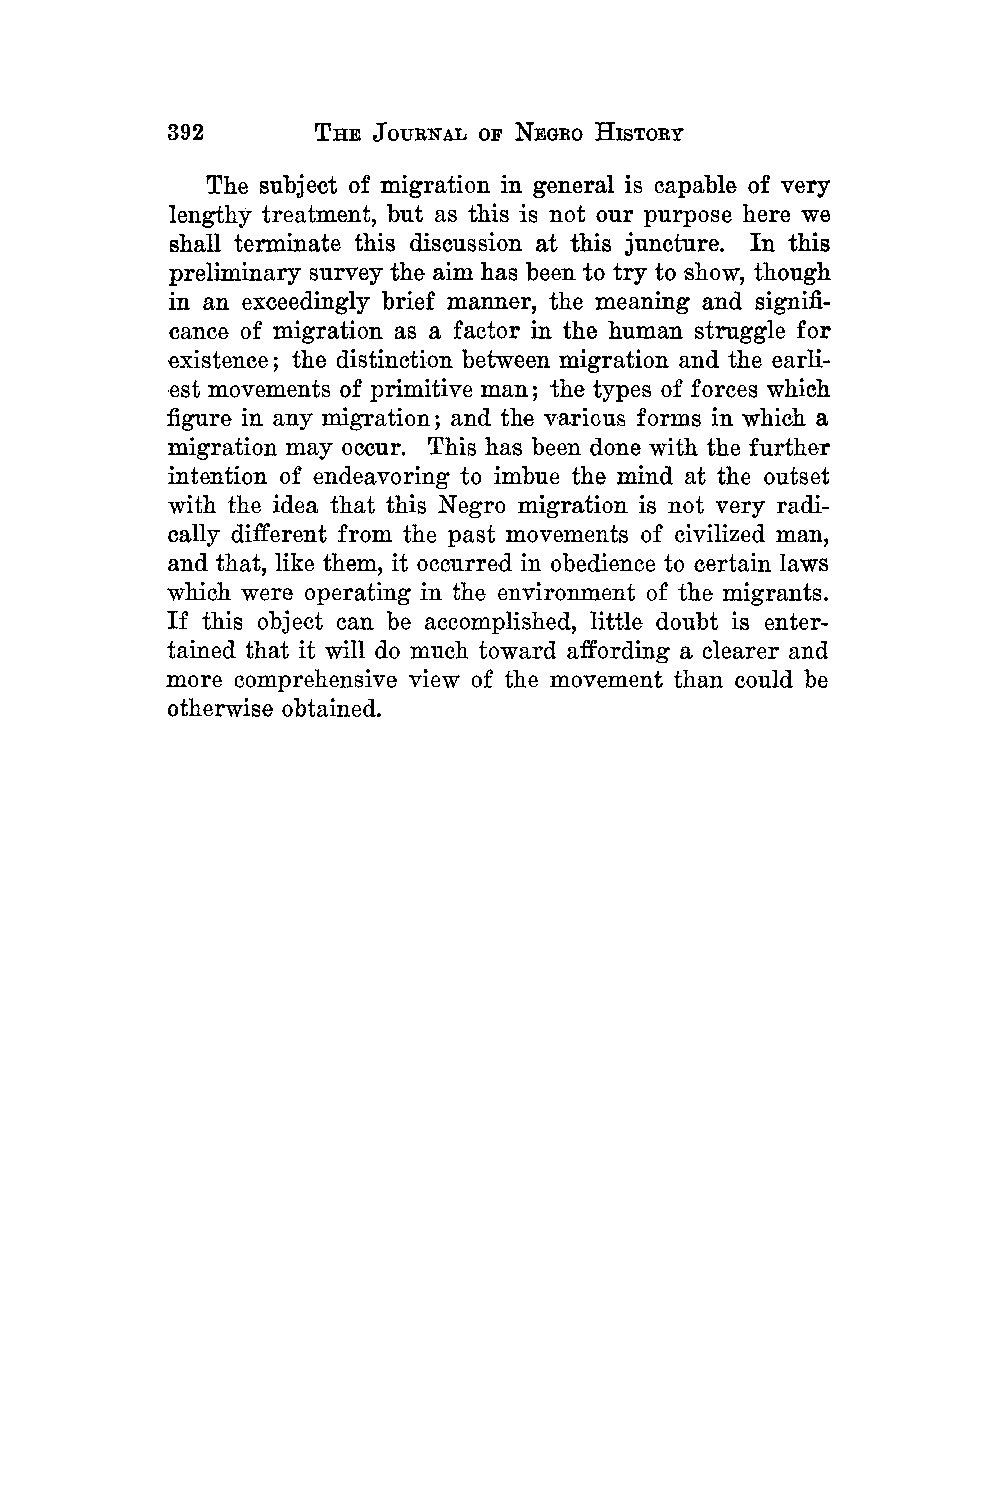 392 The Journal of Negro History
The subject of migration in general is capable of very
lengthy treatment, but as this is not our purpose here we
shall terminate this discussion at this juncture. In this
preliminary survey the aim has been to try to show, though
in an exceedingly brief manner, the meaning and signifi-
cance of migration as a factor in the human struggle for
existence; the distinction between migration and the earli-
est movements of primitive man; the types of forces which
figure in any migration; and the various forms in which a
migration may occur. This has been done with the further
intention of endeavoring to imbue the mind at the outset
with the idea that this Negro migration is not very radi-
cally different from the past movements of civilized man,
and that, like them, it occurred in obedience to certain laws
which were operating in the environment of the migrants.
If this object can be accomplished, little doubt is enter-
tained that it will do much toward affording a clearer and
more comprehensive view of the movement than could be
otherwise obtained.